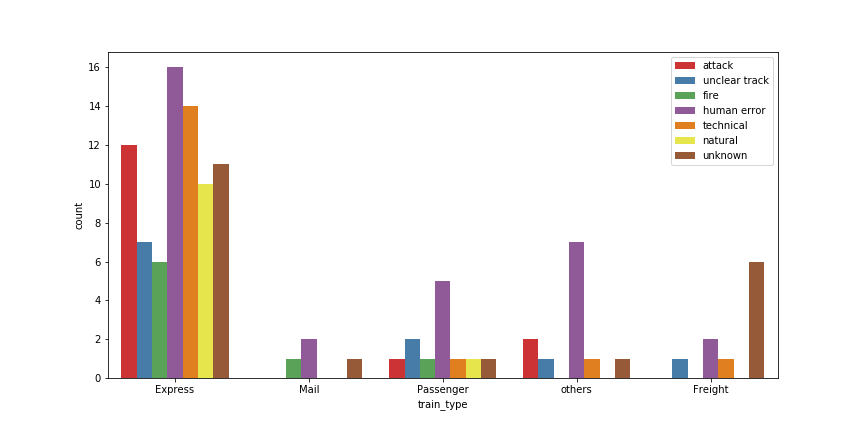 16
14
12
10
8
6
4
2
0
count
Express Mail Passenger others Freight
train_type
attack
unclear track
fire
human error
technical
natural
unknown